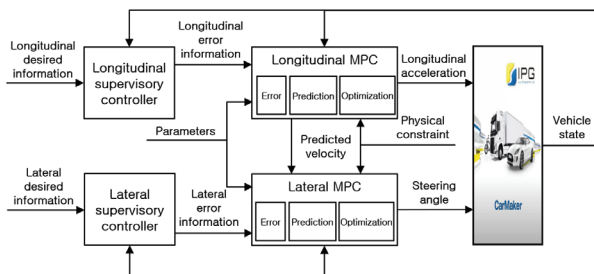 Longitudinal
desired
information
Longitudinal
supervisory
controller
Longitudinal
error
information
Longitudinal MPC
Error
Prediction
Optimization
Longitudinal
acceleration
IPG
CarMaker
Vehicle
state
Parameters
Predicted
velocity
Physical
constraint
Lateral
desired
information
Lateral
supervisory
controller
Lateral
error
information
Lateral MPC
Error
Prediction
Optimization
Steering
angle